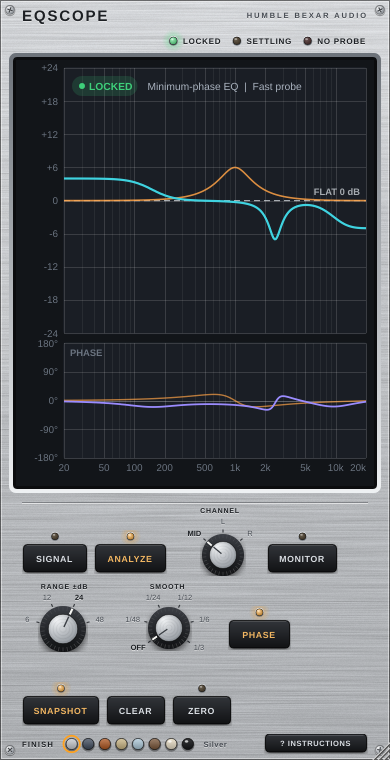 EQSCOPE
HUMBLE BEXAR AUDIO
LOCKED SETTLING NO PROBE
+24
LOCKED Minimum-phase EQ | Fast probe
+18
+12
+6
FLAT 0 dB
0
-6
-12
-18
-24
180°
PHASE
90°
0°
-90°
-180°
20 50 100 200 500 1k 2k 5k 10k 20k
CHANNEL
L
MID R
SIGNAL ANALYZE MONITOR
RANGE ±dB SMOOTH
12 24 1/24 1/12
6 48 1/48 1/6
PHASE
OFF 1/3
SNAPSHOT CLEAR ZERO
FINISH Silver ? INSTRUCTIONS